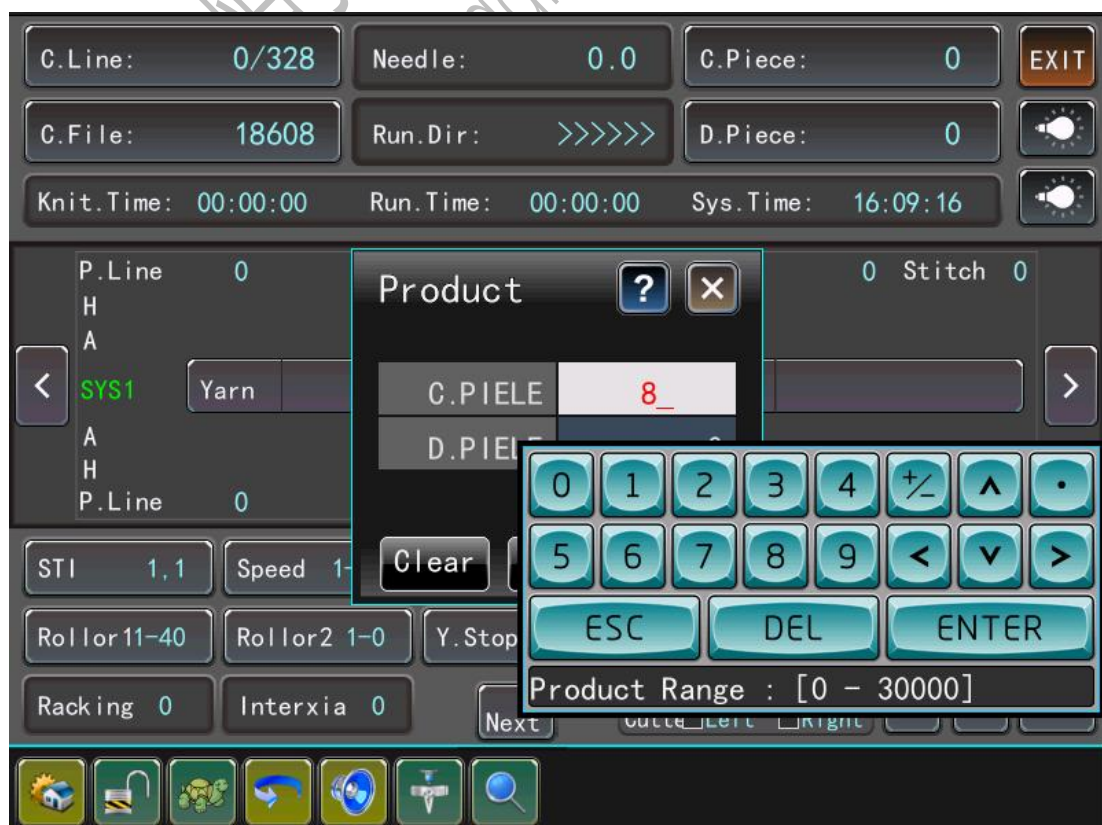 C.Line: 0/328 Needle: 0.0 C.Piece: 0 EXIT
C.File: 18608 Run.Dir: >>>>>> D.Piece: 0
Knit.Time: 00:00:00 Run.Time: 00:00:00 Sys.Time: 16:09:16
P.Line 0 0 Stitch 0
H
A
< SYS1 Yarn >
A
H
P.Line 0
Product ? ×
C.PIELE 8_
D.PIEL
Clear
0 1 2 3 4 +/- ∧ •
5 6 7 8 9 < ∨ >
ESC DEL ENTER
Product Range : [0 - 30000]
STI 1,1 Speed 1-
Rollor11-40 Rollor2 1-0 Y.Stop
Racking 0 Interxia 0 Next Cutte Left Right